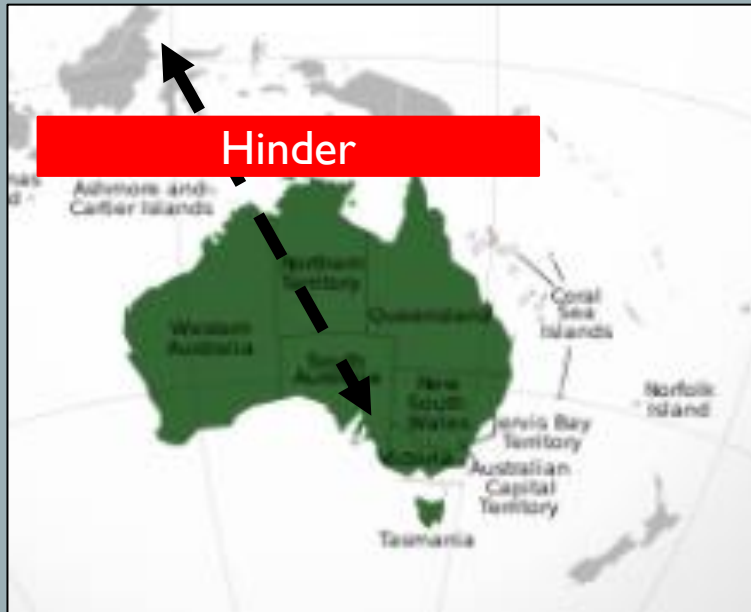 Hinder
Ashmore and
Cartier Islands
Northern
Territory
Coral
Sea
Islands
Queensland
Western
Australia
South
Australia
New
South
Wales
Norfolk
Island
Jervis Bay
Territory
Victoria
Australian
Capital
Territory
Tasmania